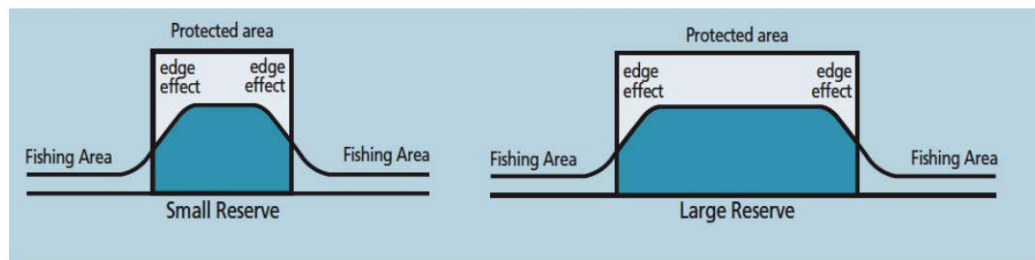 Protected area
edge
effect
edge
effect
Fishing Area
Fishing Area
Small Reserve
Protected area
edge
effect
edge
effect
Fishing Area
Fishing Area
Large Reserve